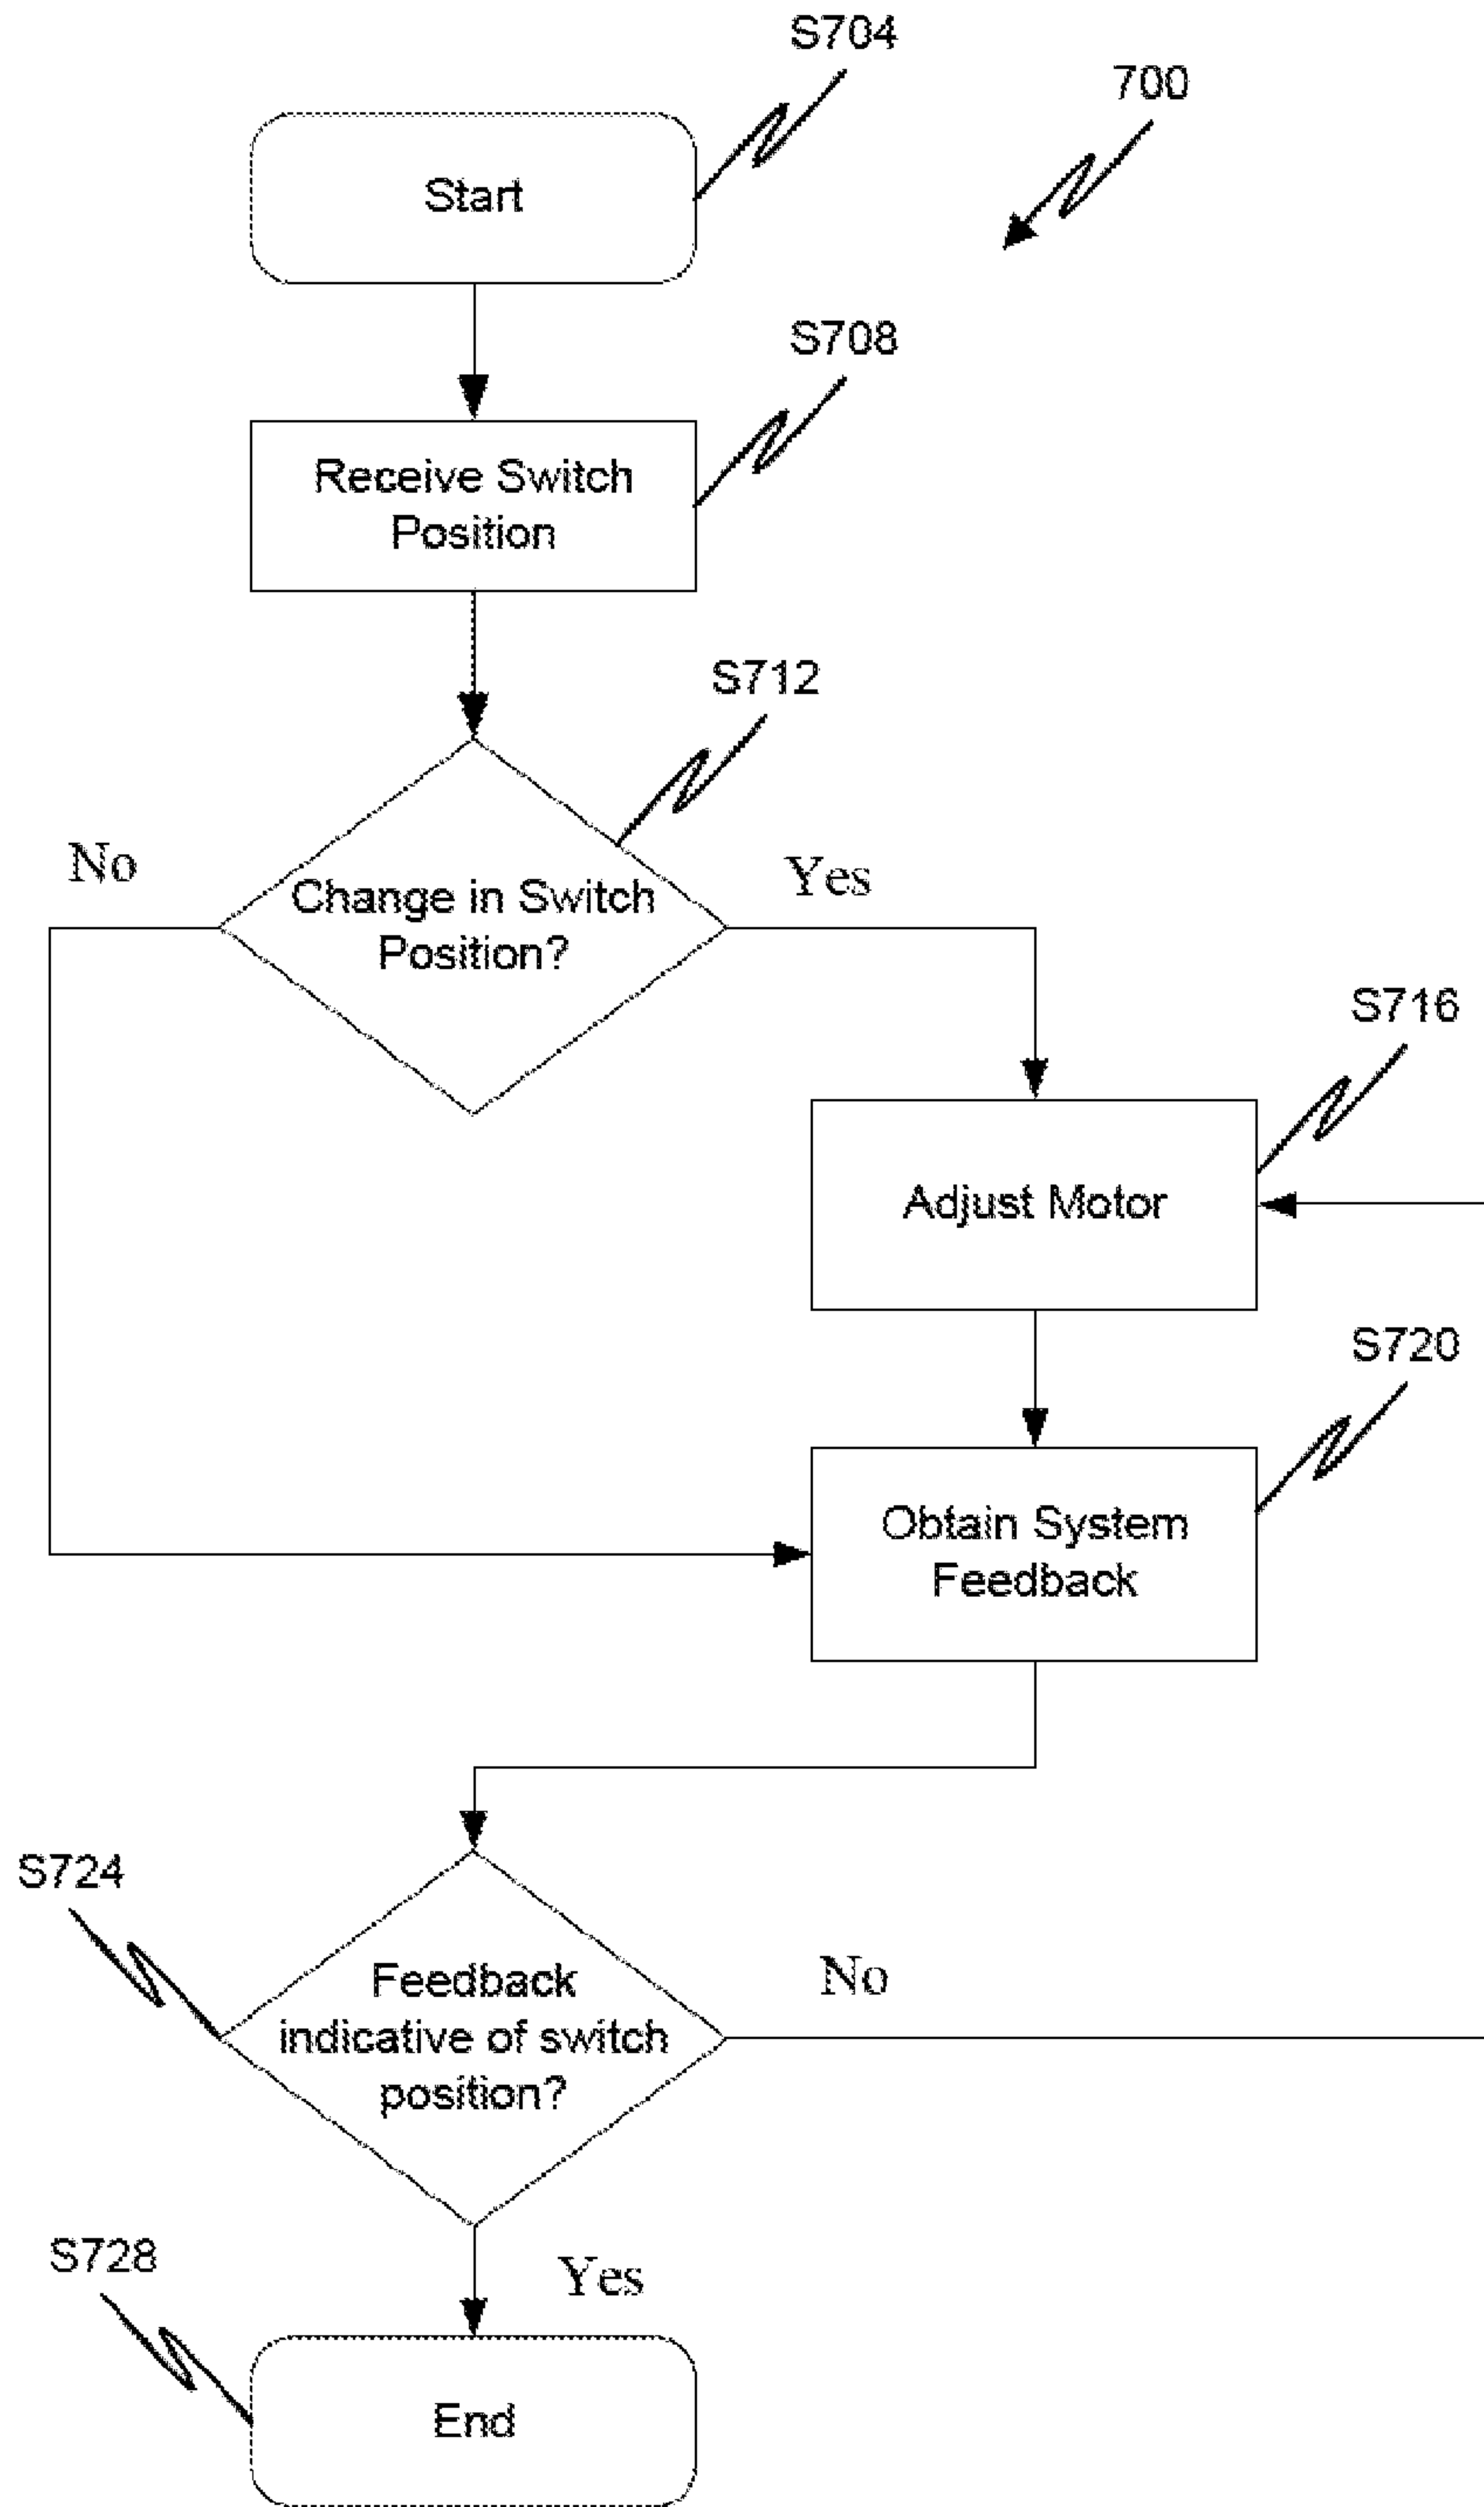 S704
700
Start
S708
Receive Switch
Position
S712
No
Yes
Change in Switch
Position?
S716
Adjust Motor
S720
Obtain System
Feedback
S724
Feedback
indicative of switch
position?
No
S728
Yes
End